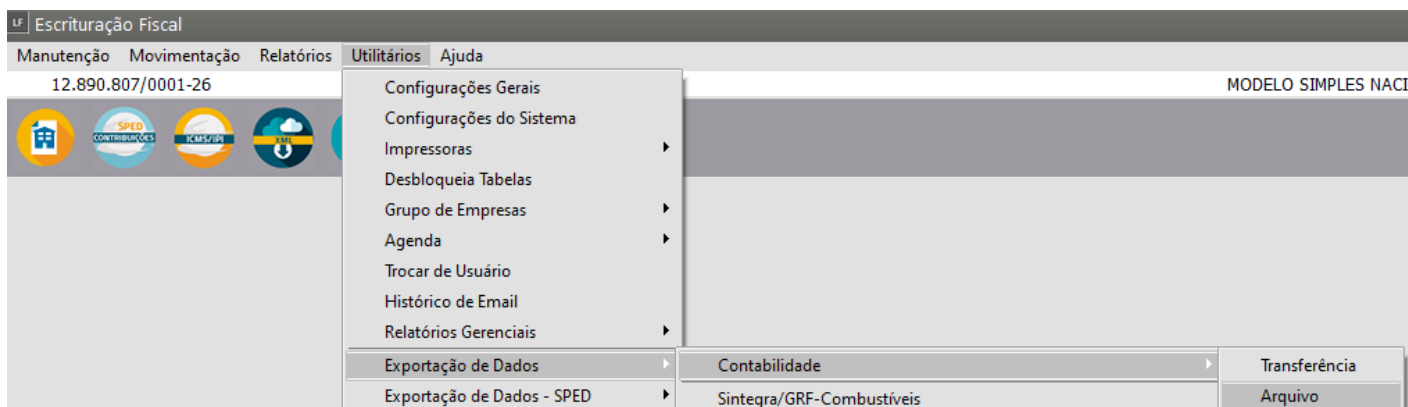 LF Escrituração Fiscal
Manutenção Movimentação Relatórios Utilitários Ajuda
12.890.807/0001-26 MODELO SIMPLES NACI
Configurações Gerais
SPED CONTRIBUIÇÕES ICMS/IPI XML
Configurações do Sistema
Impressoras
Desbloqueia Tabelas
Grupo de Empresas
Agenda
Trocar de Usuário
Histórico de Email
Relatórios Gerenciais
Exportação de Dados Contabilidade Transferência
Exportação de Dados - SPED Sintegra/GRF-Combustíveis Arquivo